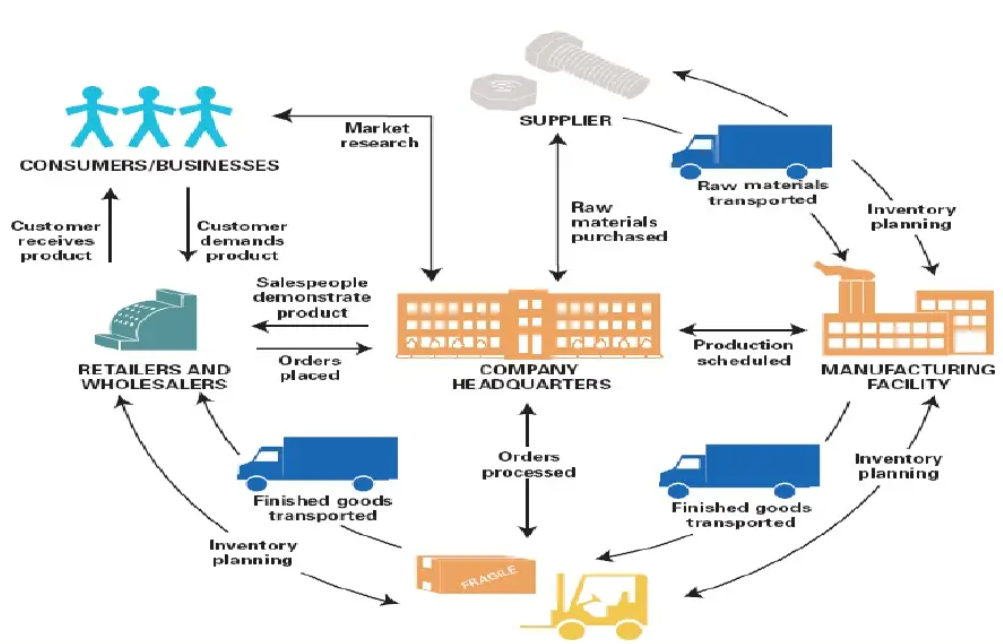 SUPPLIER
Market
research
CONSUMERS/BUSINESSES
Raw materials
transported
Customer
receives
product
Customer
demands
product
Raw
materials
purchased
Inventory
planning
Salespeople
demonstrate
product
Orders
placed
Production
scheduled
RETAILERS AND
WHOLESALERS
COMPANY
HEADQUARTERS
MANUFACTURING
FACILITY
Orders
processed
Inventory
planning
Finished goods
transported
Finished goods
transported
Inventory
planning
FRAGILE